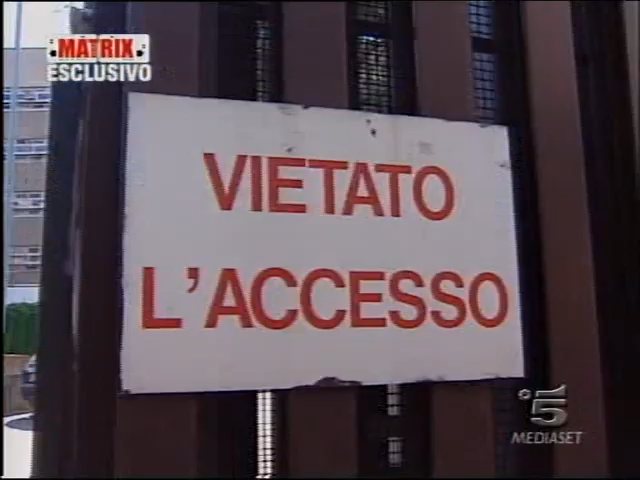 MATRIX
ESCLUSIVO
VIETATO
L'ACCESSO
5
MEDIASET